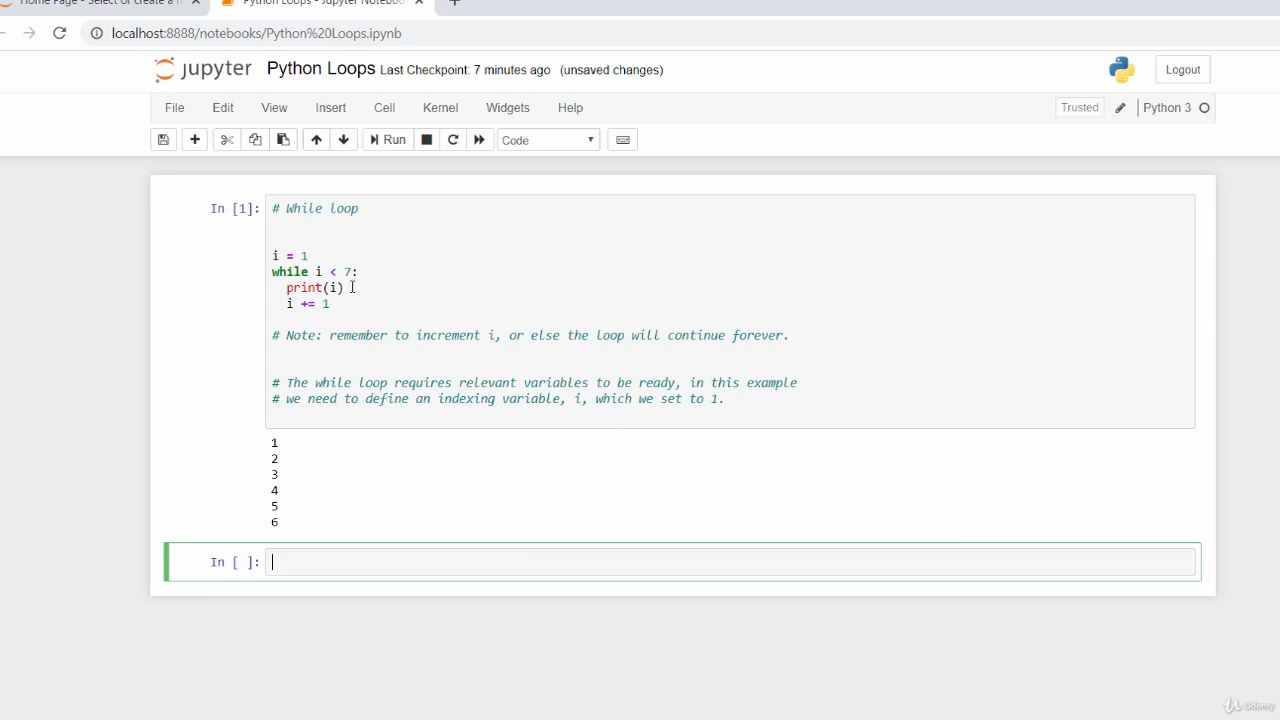 Home Page - Select or create a n
Python Loops - Jupyter Notebook
localhost:8888/notebooks/Python%20Loops.ipynb
jupyter Python Loops Last Checkpoint: 7 minutes ago (unsaved changes) Logout
File Edit View Insert Cell Kernel Widgets Help Trusted Python 3
Run Code
In [1]: # While loop
i = 1
while i < 7:
  print(i)
  i += 1
# Note: remember to increment i, or else the loop will continue forever.
# The while loop requires relevant variables to be ready, in this example
# we need to define an indexing variable, i, which we set to 1.
1
2
3
4
5
6
In [ ]:
Udemy